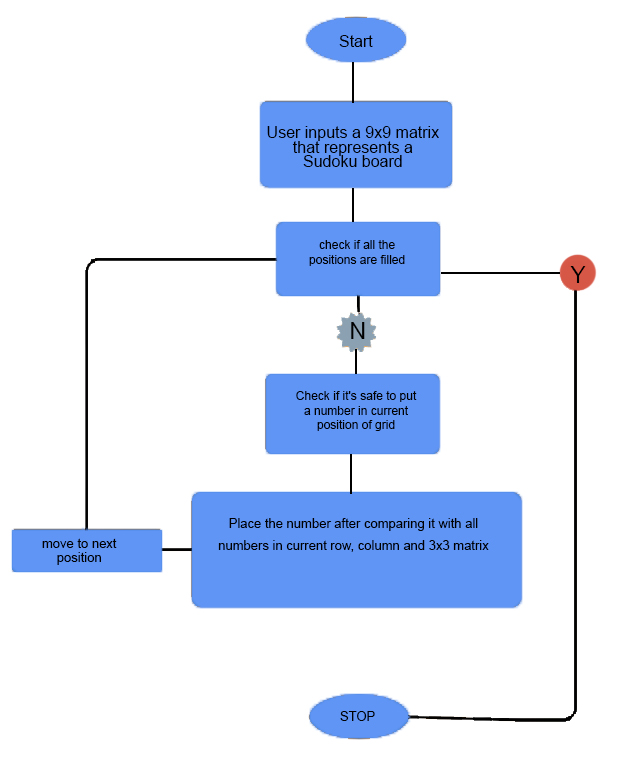 Start
User inputs a 9x9 matrix
that represents a
Sudoku board
check if all the
positions are filled
Y
N
Check if it's safe to put
a number in current
position of grid
Place the number after comparing it with all
numbers in current row, column and 3x3 matrix
move to next
position
STOP